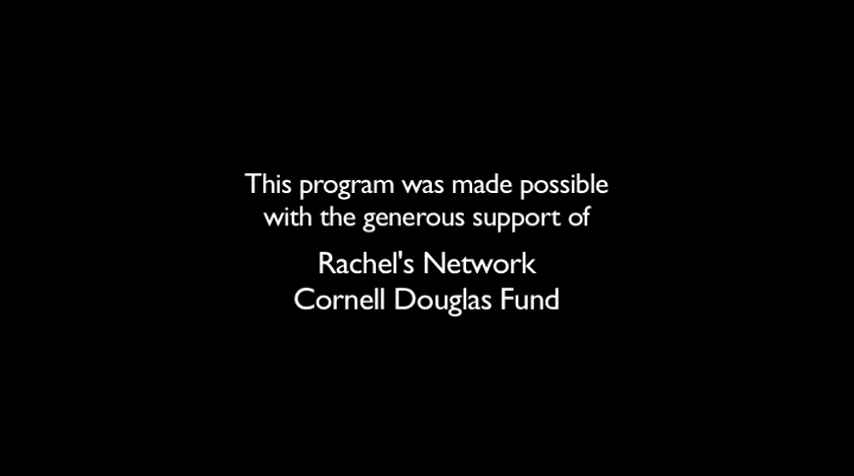 This program was made possible
with the generous support of
Rachel's Network
Cornell Douglas Fund